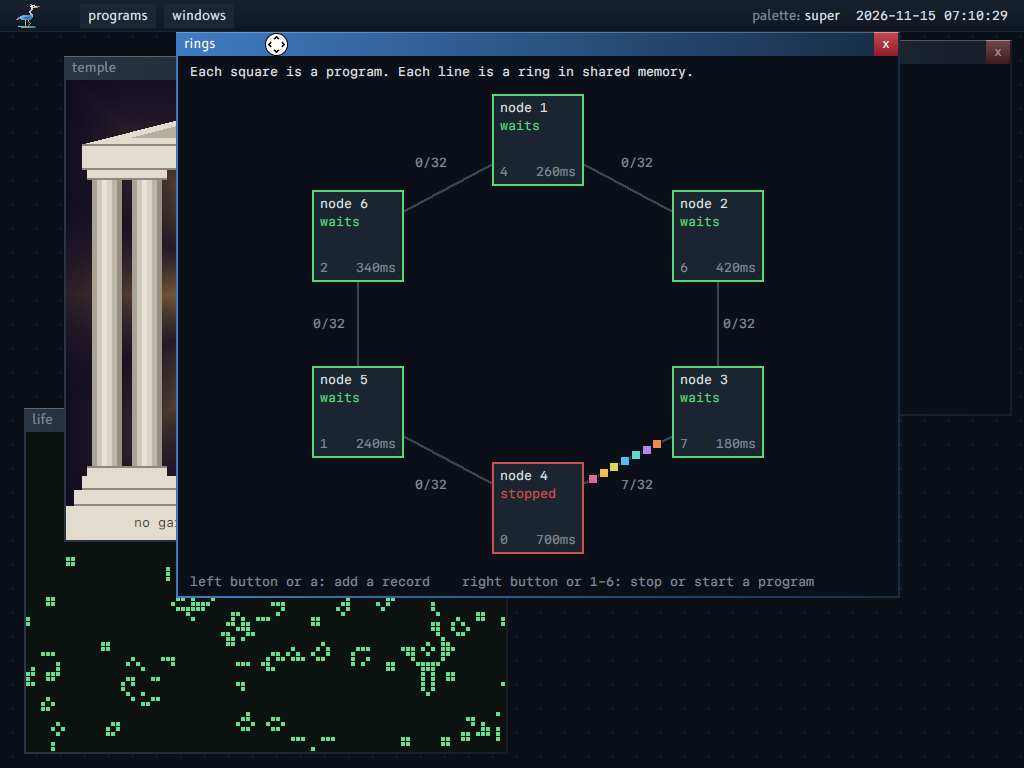 programs windows palette: super 2026-11-15 07:10:29
rings x
x
temple
Each square is a program. Each line is a ring in shared memory.
node 1
waits
4 260ms
0/32 0/32
node 6
waits
2 340ms
node 2
waits
6 420ms
0/32 0/32
node 5
waits
1 240ms
node 3
waits
7 180ms
life
node 4
stopped
0 700ms
0/32 7/32
no
left button or a: add a record right button or 1-6: stop or start a program